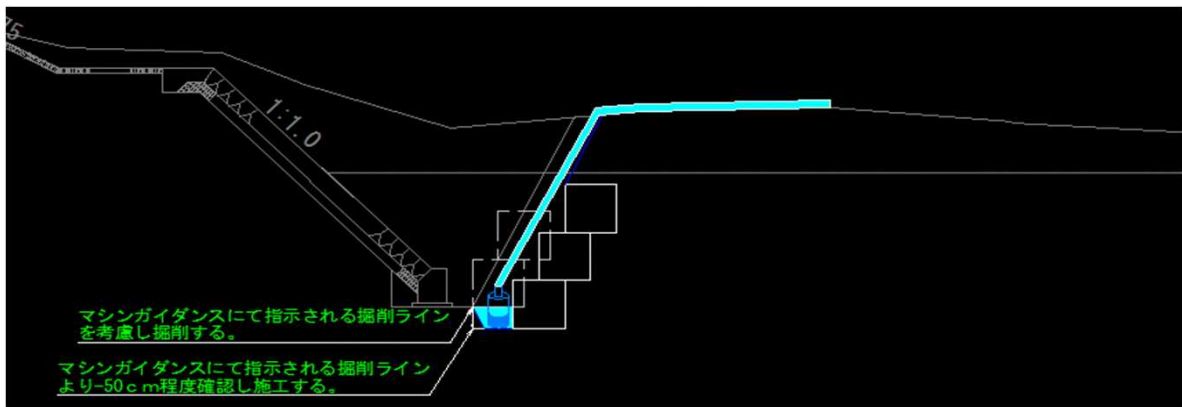 1:1.0
マシンガイダンスにて指示される掘削ライン
を考慮し掘削する。
マシンガイダンスにて指示される掘削ライン
より-50cm程度確認し施工する。